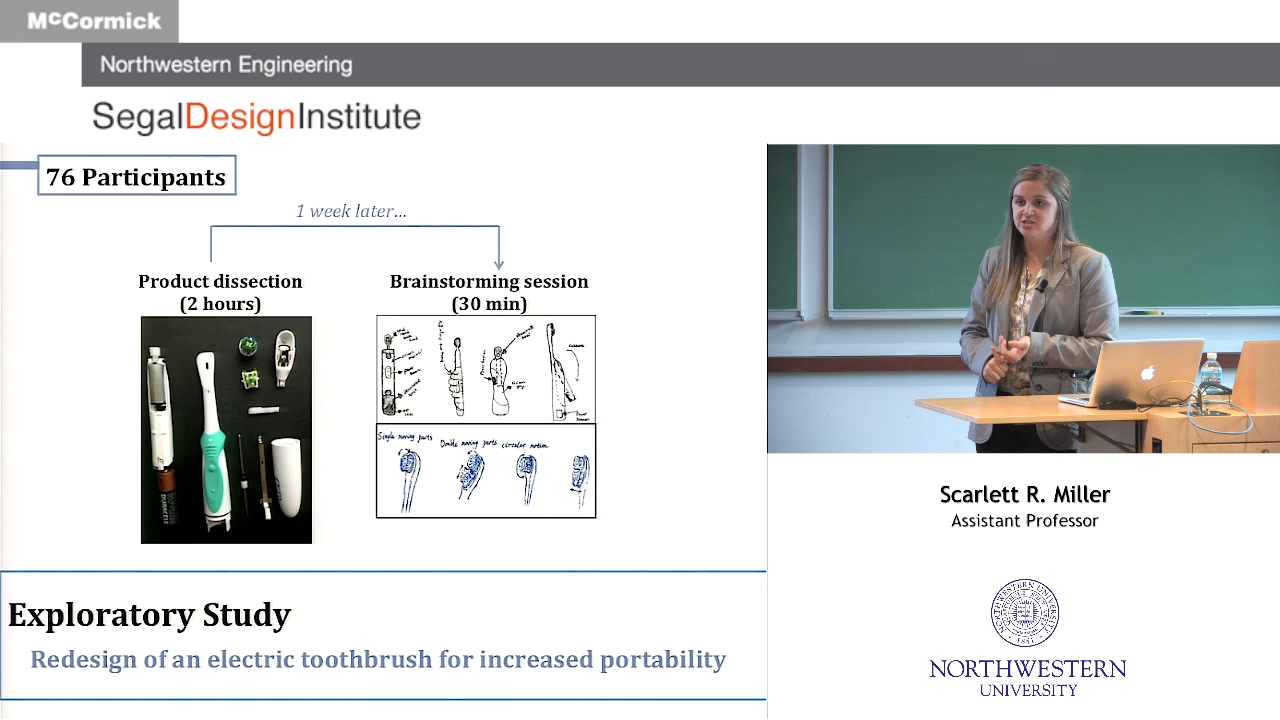 McCormick
Northwestern Engineering
SegalDesignInstitute
76 Participants
1 week later...
Product dissection
(2 hours)
Brainstorming session
(30 min)
DURACELL
Single moving parts
Double moving parts
circular motion
Exploratory Study
Redesign of an electric toothbrush for increased portability
Scarlett R. Miller
Assistant Professor
1851
NORTHWESTERN
UNIVERSITY